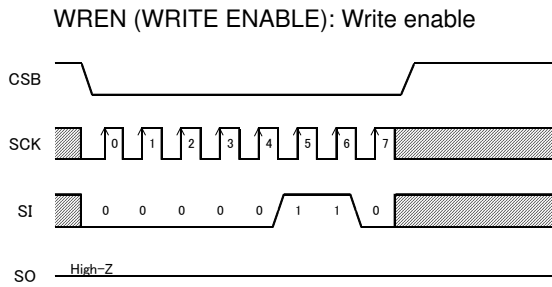 WREN (WRITE ENABLE): Write enable
CSB
SCK 0 1 2 3 4 5 6 7
SI 0 0 0 0 0 1 1 0
SO High-Z